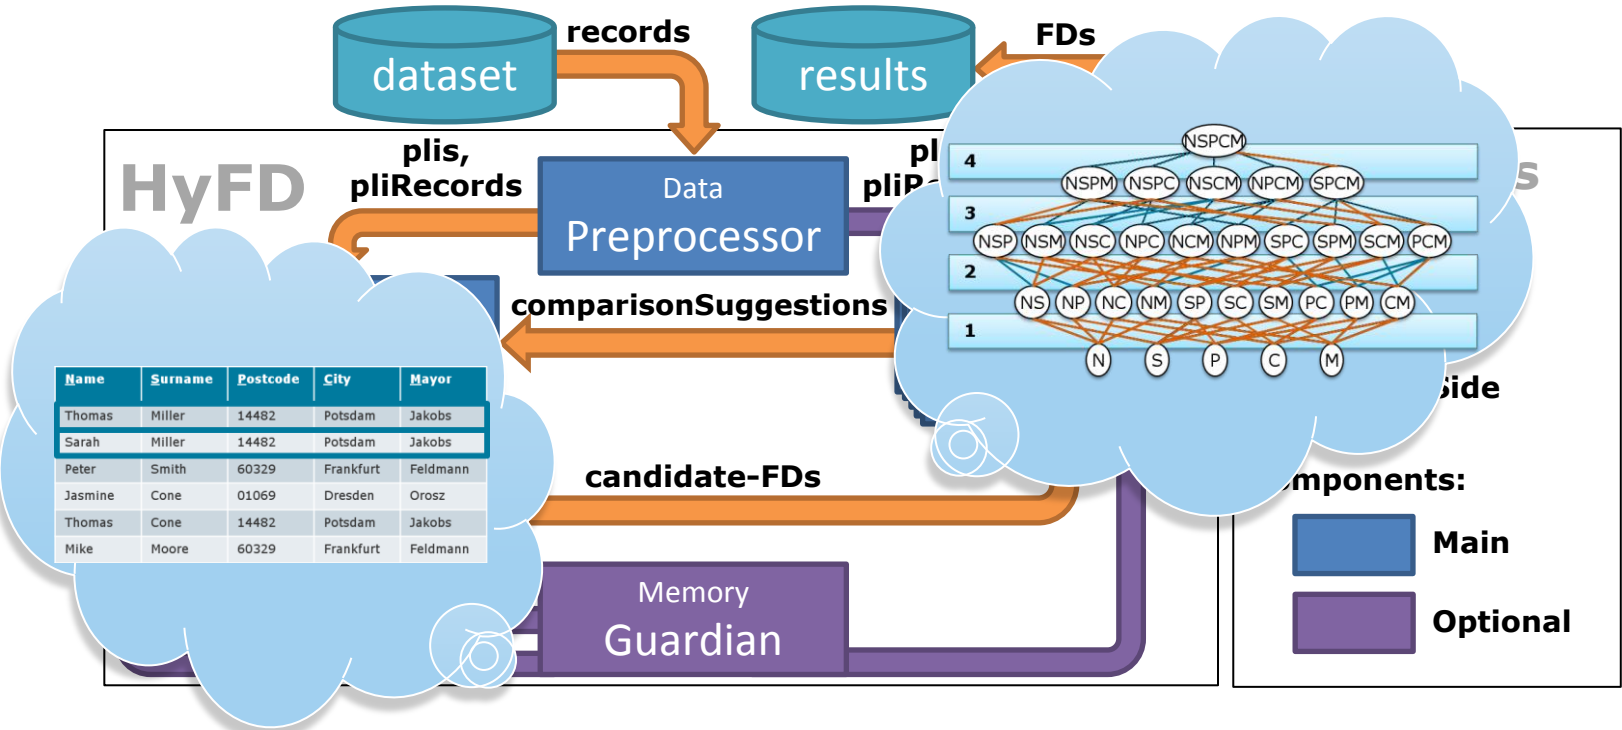 records
FDs
dataset
results
HyFD
plis,
pliRecords
Data
Preprocessor
comparisonSuggestions
candidate-FDs
Memory
Guardian
Name Surname Postcode City Mayor
Thomas Miller 14482 Potsdam Jakobs
Sarah Miller 14482 Potsdam Jakobs
Peter Smith 60329 Frankfurt Feldmann
Jasmine Cone 01069 Dresden Orosz
Thomas Cone 14482 Potsdam Jakobs
Mike Moore 60329 Frankfurt Feldmann
NSPCM
4
NSPM NSPC NSCM NPCM SPCM
3
NSP NSM NSC NPC NCM NPM SPC SPM SCM PCM
2
NS NP NC NM SP SC SM PC PM CM
1
N S P C M
Side
Main
Optional